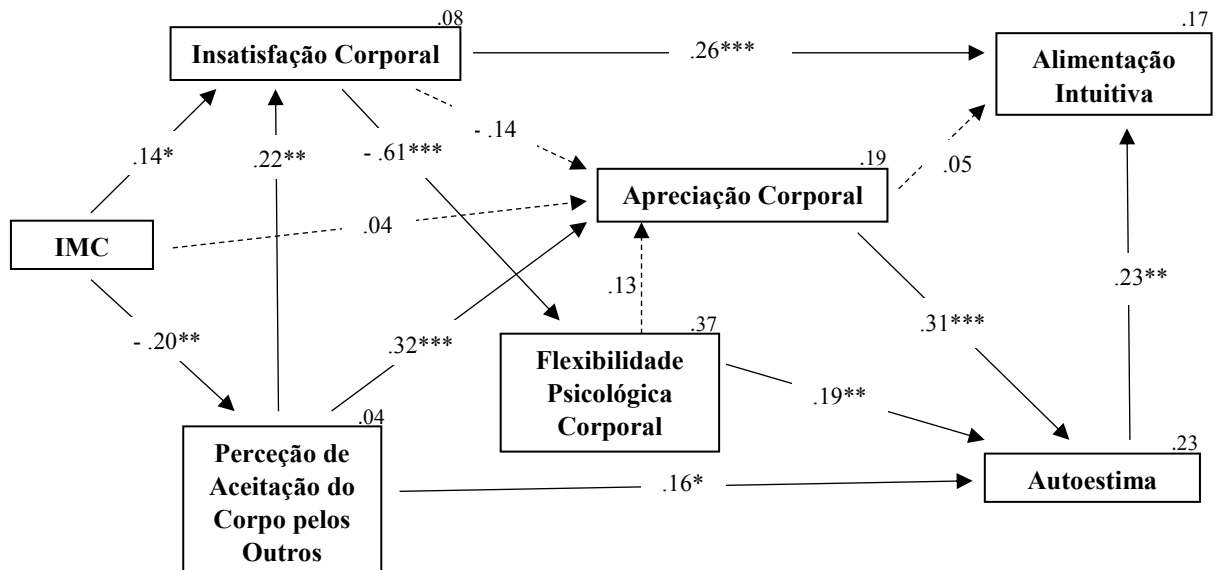 .08
Insatisfação Corporal
.26***
.17
Alimentação
Intuitiva
.14*
.22**
- .61***
- .14
.19
Apreciação Corporal
.05
IMC
.04
.13
.23**
- .20**
.32***
.37
Flexibilidade
Psicológica
Corporal
.31***
.19**
.04
Perceção de
Aceitação do
Corpo pelos
Outros
.16*
.23
Autoestima